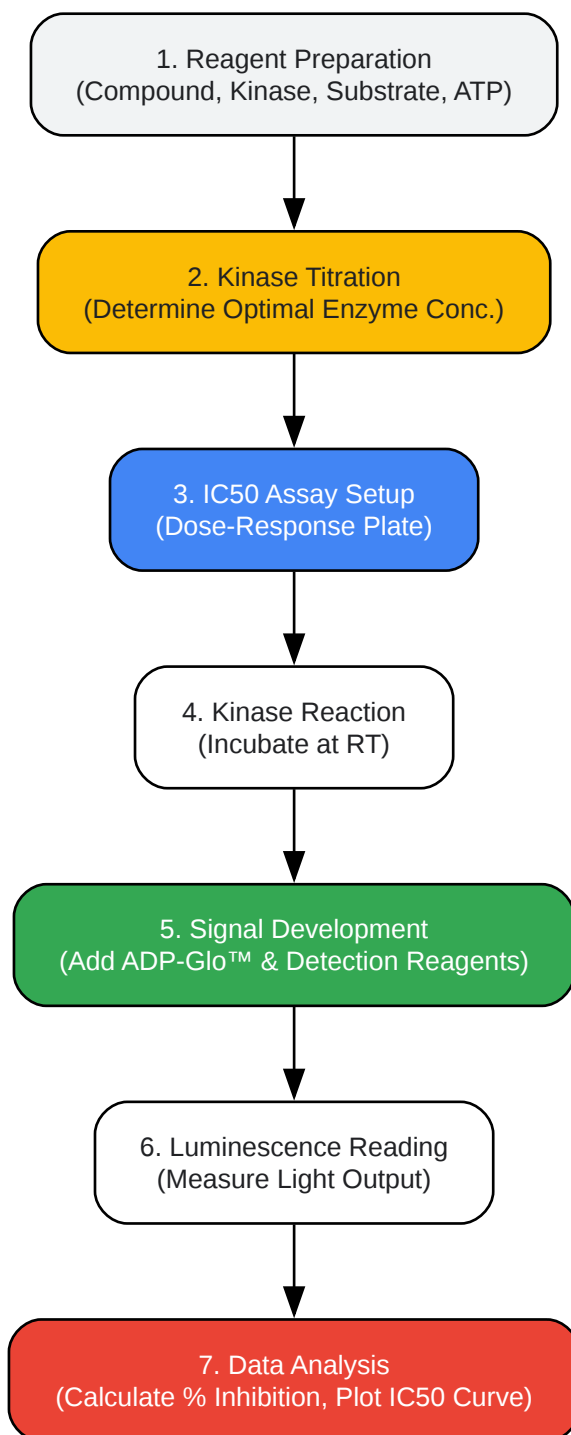 1. Reagent Preparation
(Compound, Kinase, Substrate, ATP)
2. Kinase Titration
(Determine Optimal Enzyme Conc.)
3. IC50 Assay Setup
(Dose-Response Plate)
4. Kinase Reaction
(Incubate at RT)
5. Signal Development
(Add ADP-Glo™ & Detection Reagents)
6. Luminescence Reading
(Measure Light Output)
7. Data Analysis
(Calculate % Inhibition, Plot IC50 Curve)